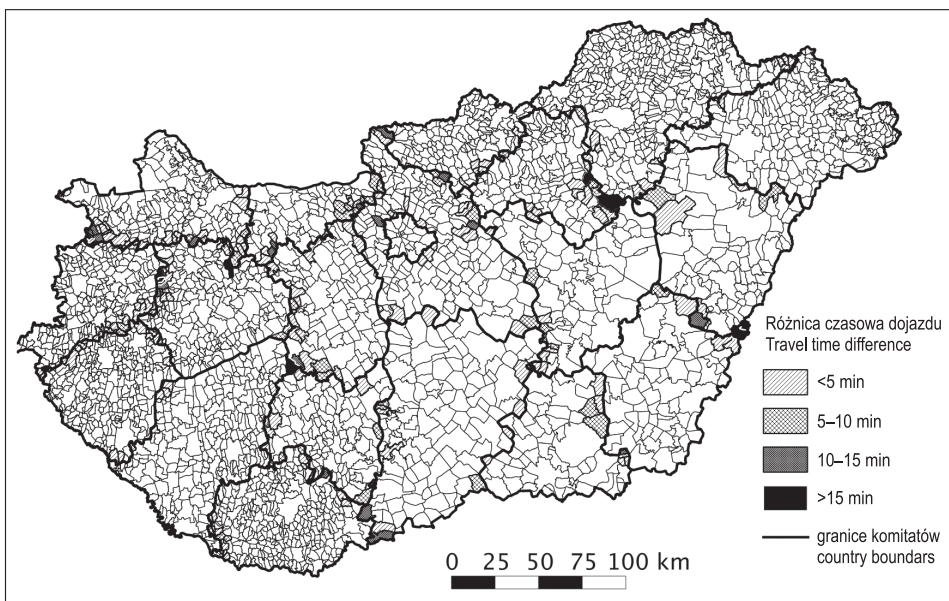 Różnica czasowa dojazdu
Travel time difference
<5 min
5–10 min
10–15 min
>15 min
granice komitatów
country boundars
0 25 50 75 100 km